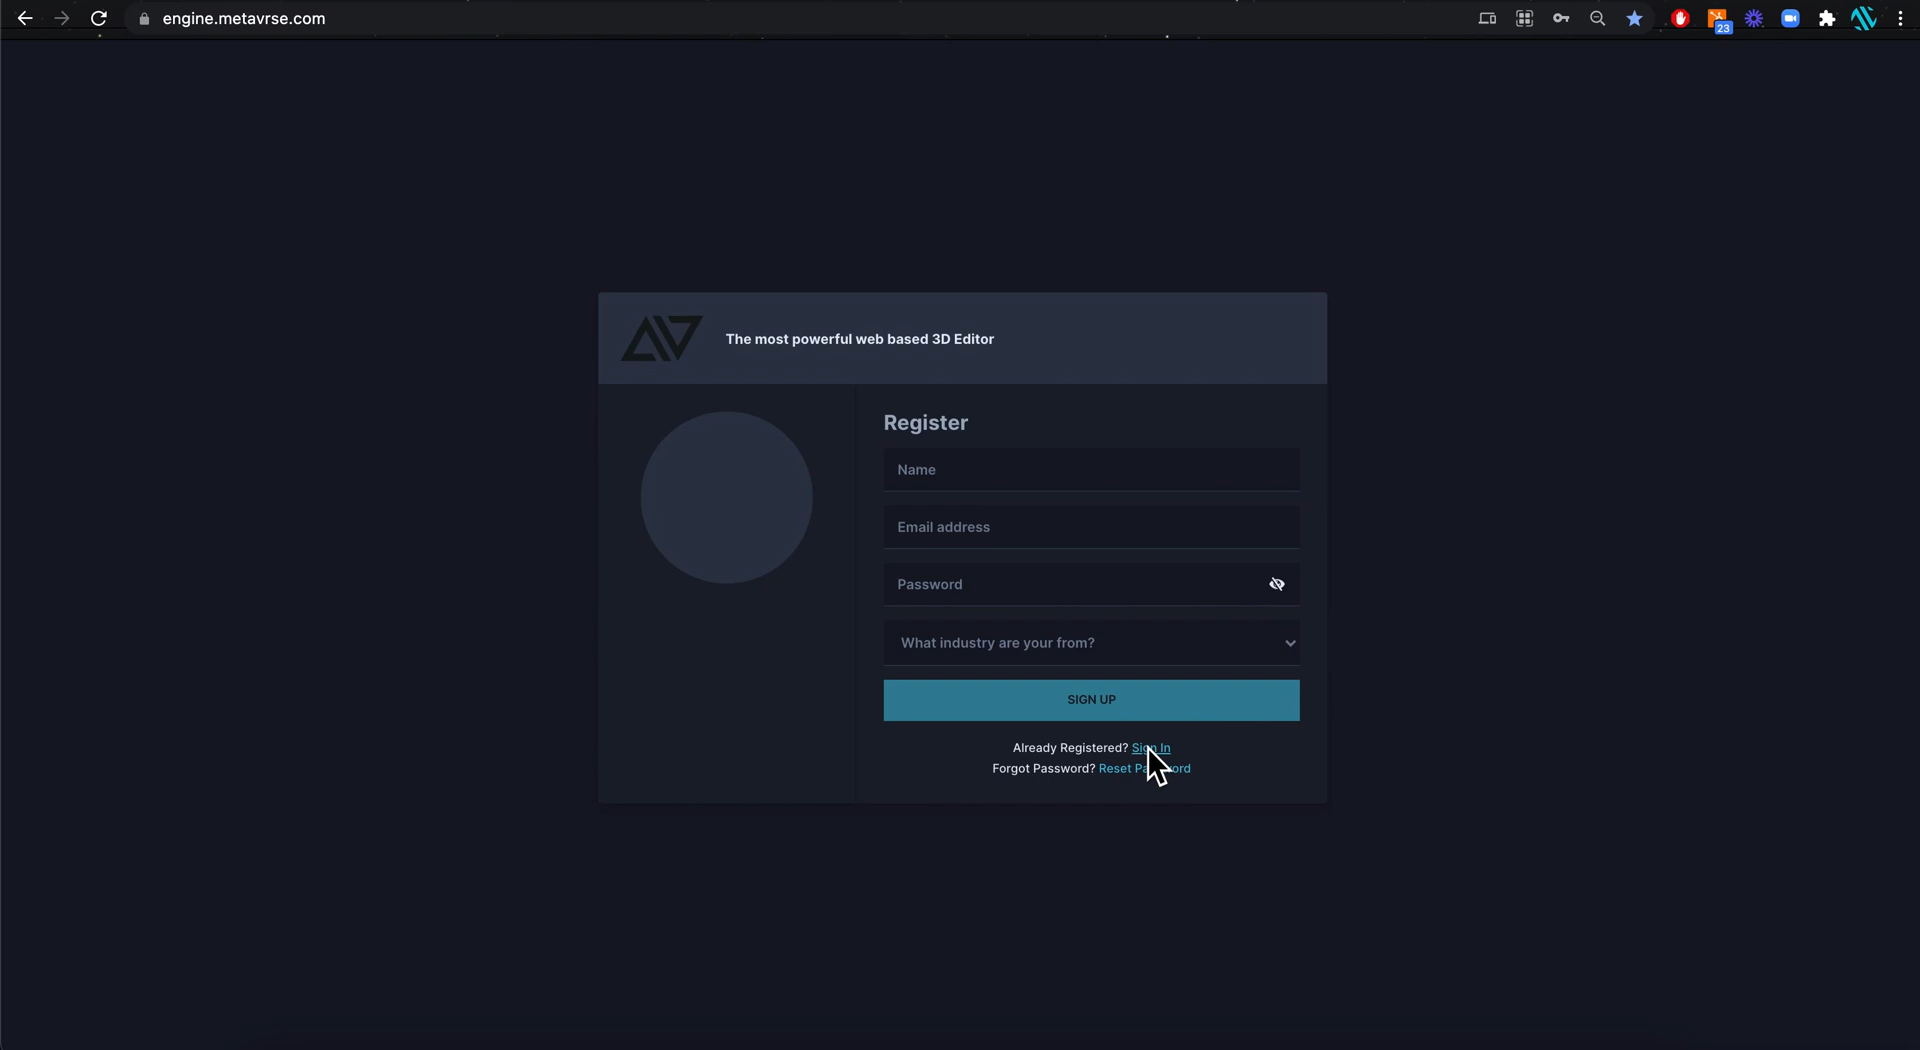 engine.metavrse.com
23
The most powerful web based 3D Editor
Register
Name
Email address
Password
What industry are your from?
SIGN UP
Already Registered? Sign In
Forgot Password? Reset Password